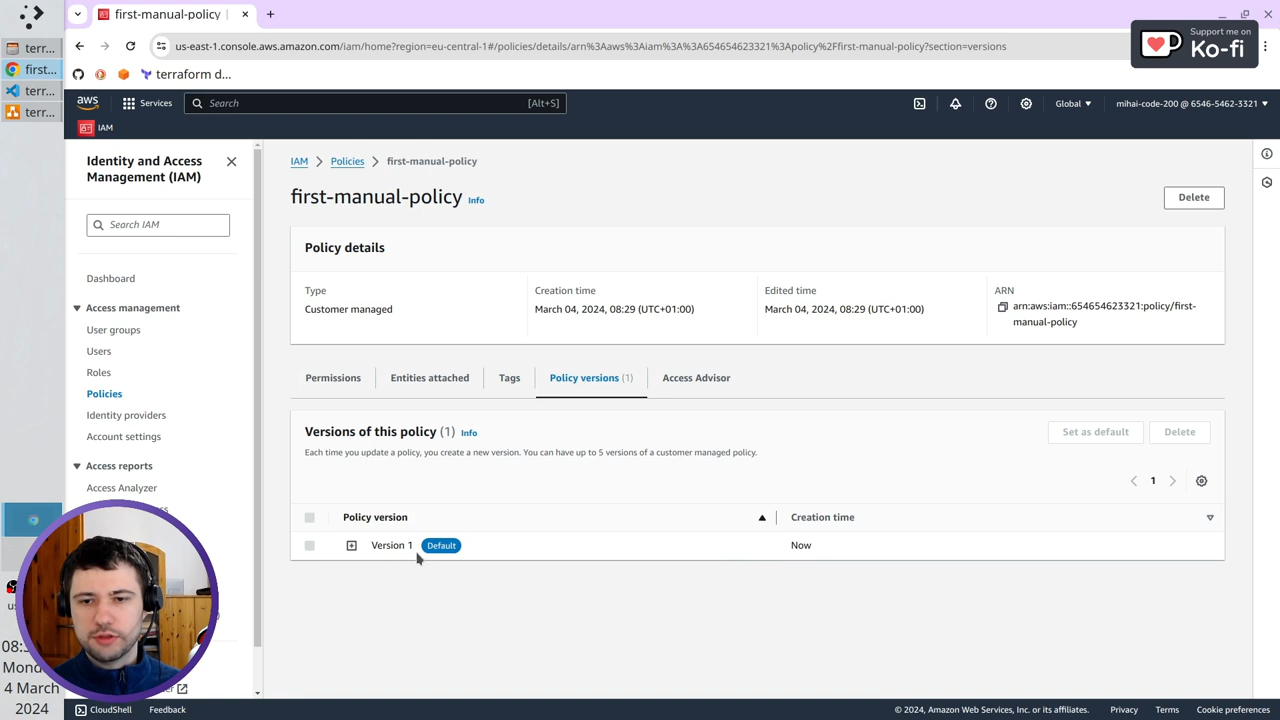 first-manual-policy
Support me on
Ko-fi
terr...
first...
terr...
terr...
us-east-1.console.aws.amazon.com/iam/home?region=eu-central-1#/policies/details/arn%3Aaws%3Aiam%3A%3A654654623321%3Apolicy%2Ffirst-manual-policy?section=versions
terraform d...
aws
Services
Search
[Alt+S]
Global
mihai-code-200 @ 6546-5462-3321
IAM
Identity and Access
Management (IAM)
Search IAM
Dashboard
Access management
User groups
Users
Roles
Policies
Identity providers
Account settings
Access reports
Access Analyzer
IAM
Policies
first-manual-policy
first-manual-policy
Info
Delete
Policy details
Type
Customer managed
Creation time
March 04, 2024, 08:29 (UTC+01:00)
Edited time
March 04, 2024, 08:29 (UTC+01:00)
ARN
arn:aws:iam::654654623321:policy/first-
manual-policy
Permissions
Entities attached
Tags
Policy versions (1)
Access Advisor
Versions of this policy (1)
Info
Set as default
Delete
Each time you update a policy, you create a new version. You can have up to 5 versions of a customer managed policy.
1
Policy version
Creation time
Version 1
Default
Now
4 March
2024
CloudShell
Feedback
© 2024, Amazon Web Services, Inc. or its affiliates.
Privacy
Terms
Cookie preferences